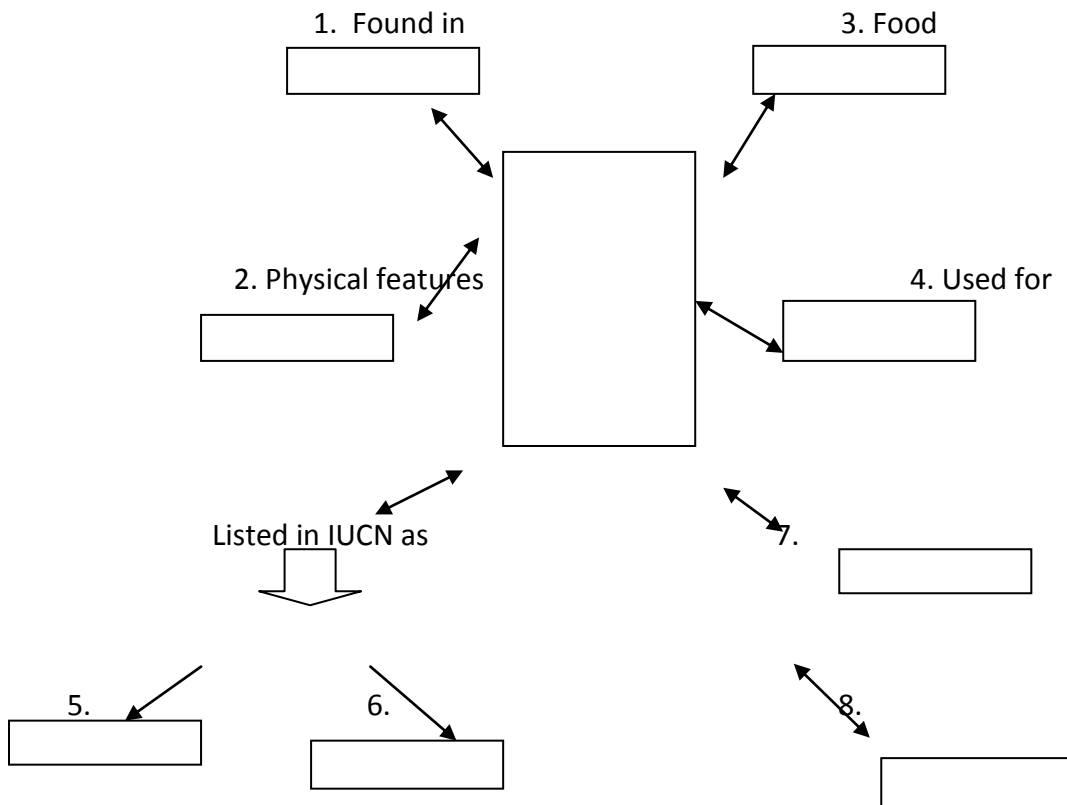 1. Found in
3. Food
2. Physical features
4. Used for
Listed in IUCN as
7.
5.
6.
8.